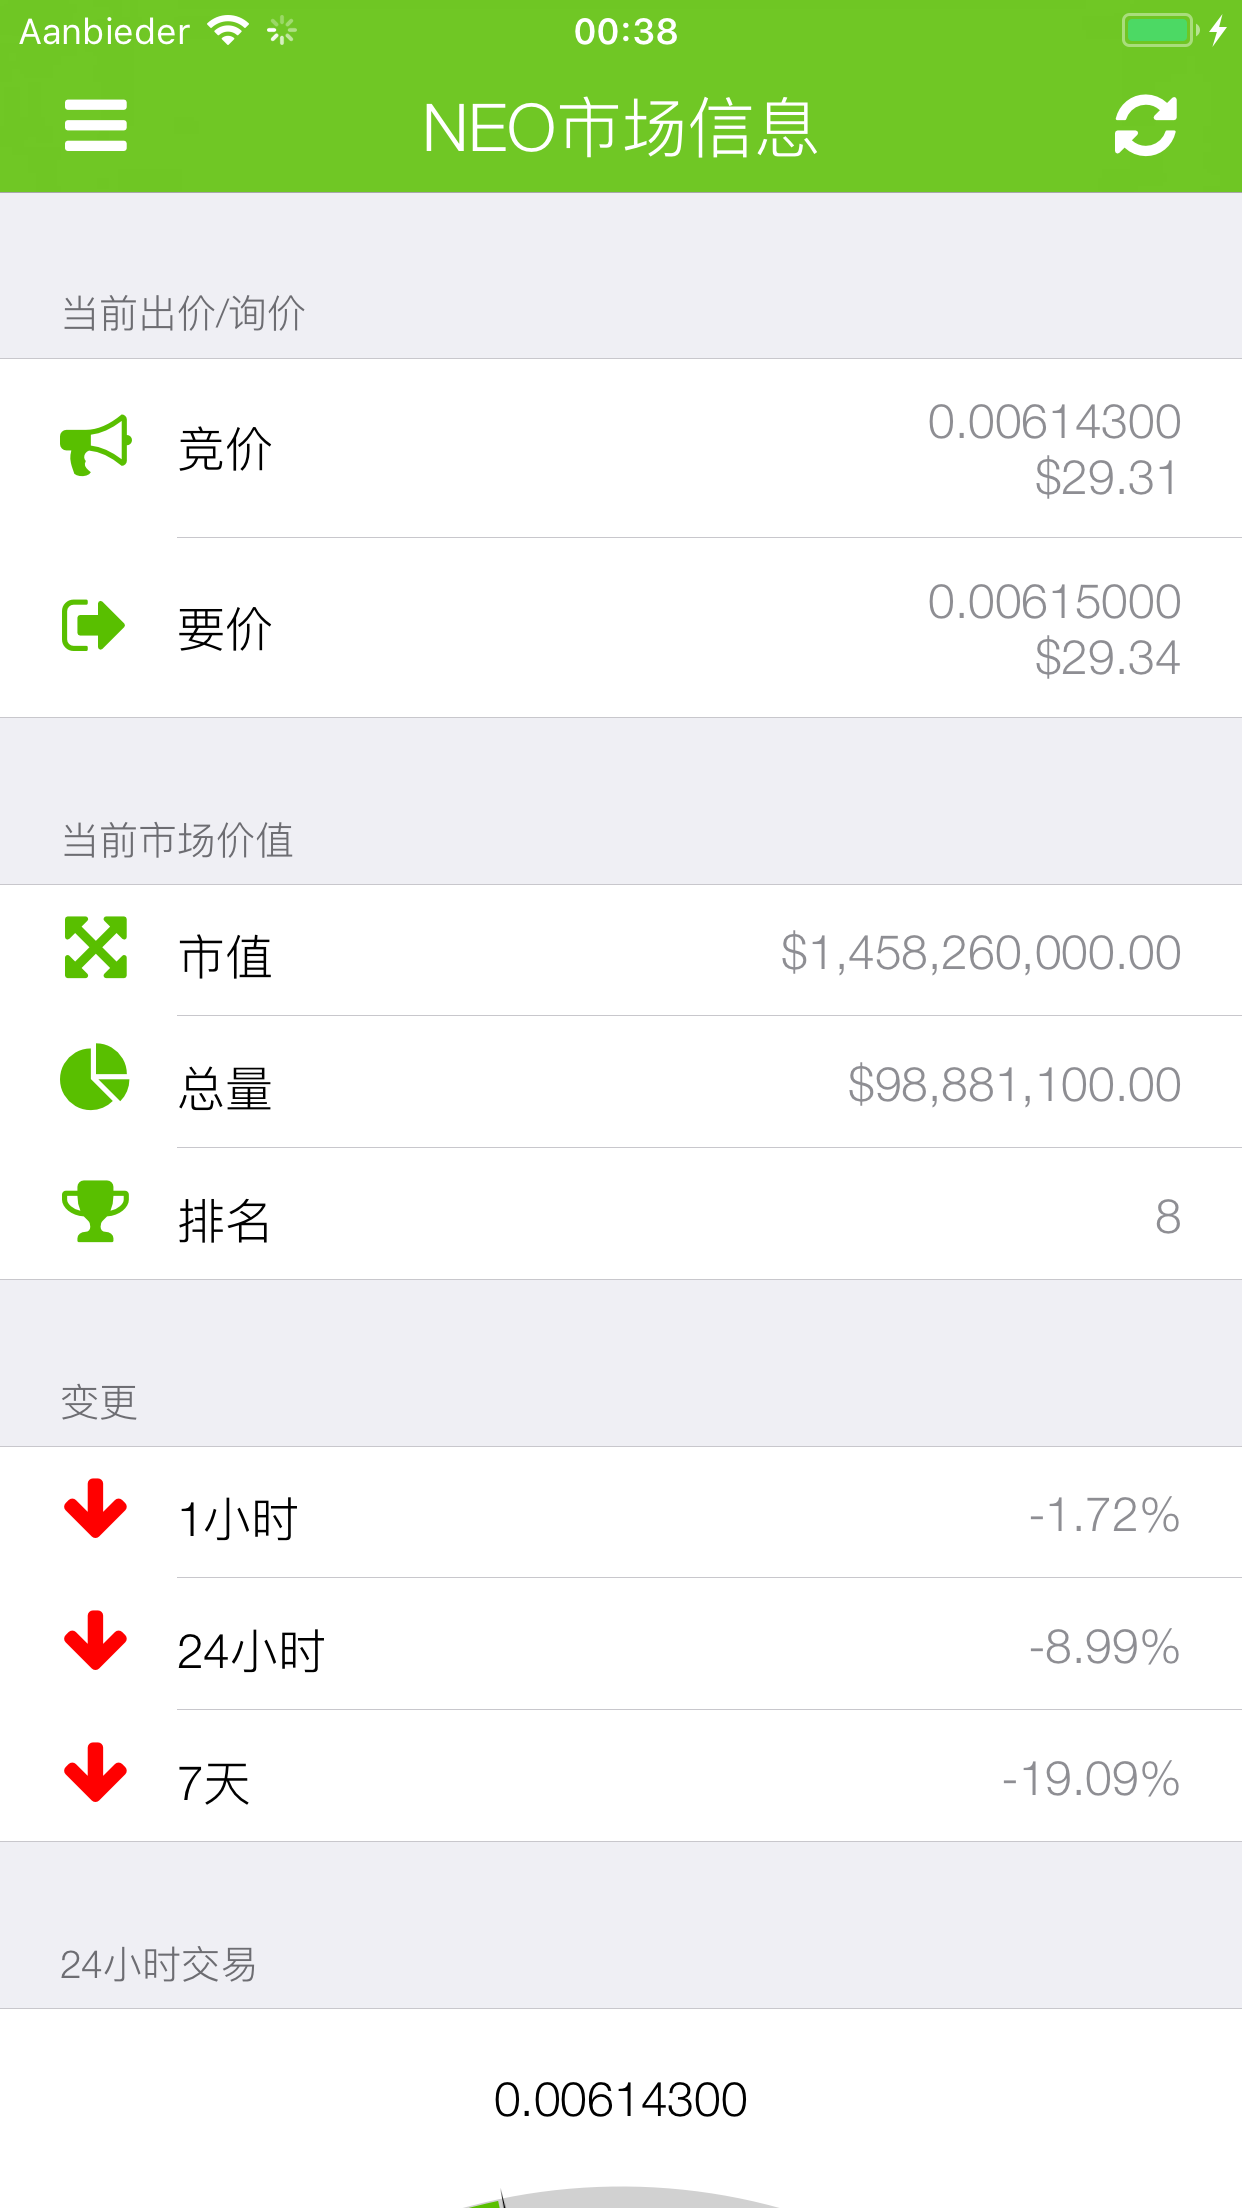 Aanbieder
00:38
NEO市场信息
当前出价/询价
竞价
0.00614300
$29.31
要价
0.00615000
$29.34
当前市场价值
市值
$1,458,260,000.00
总量
$98,881,100.00
排名
8
变更
1小时
-1.72%
24小时
-8.99%
7天
-19.09%
24小时交易
0.00614300